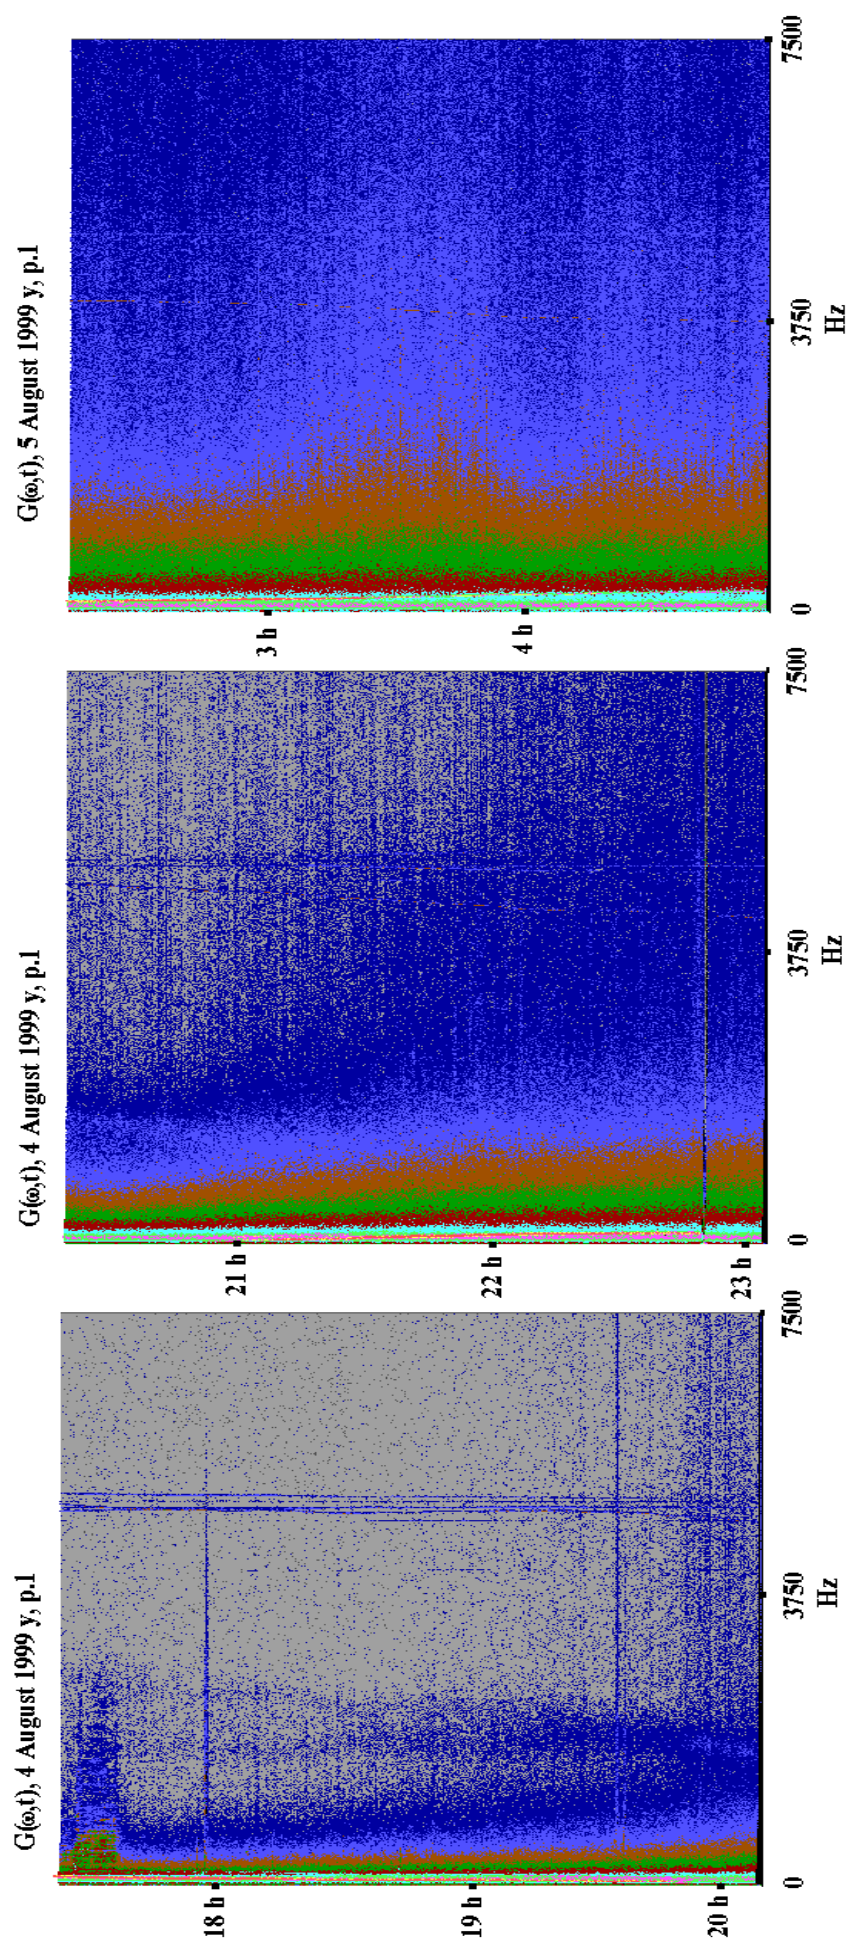 G(ω,t), 4 August 1999 y, p.1
18 h
19 h
20 h
0
3750
7500
Hz
G(ω,t), 4 August 1999 y, p.1
21 h
22 h
23 h
0
3750
7500
Hz
G(ω,t), 5 August 1999 y, p.1
3 h
4 h
0
3750
7500
Hz